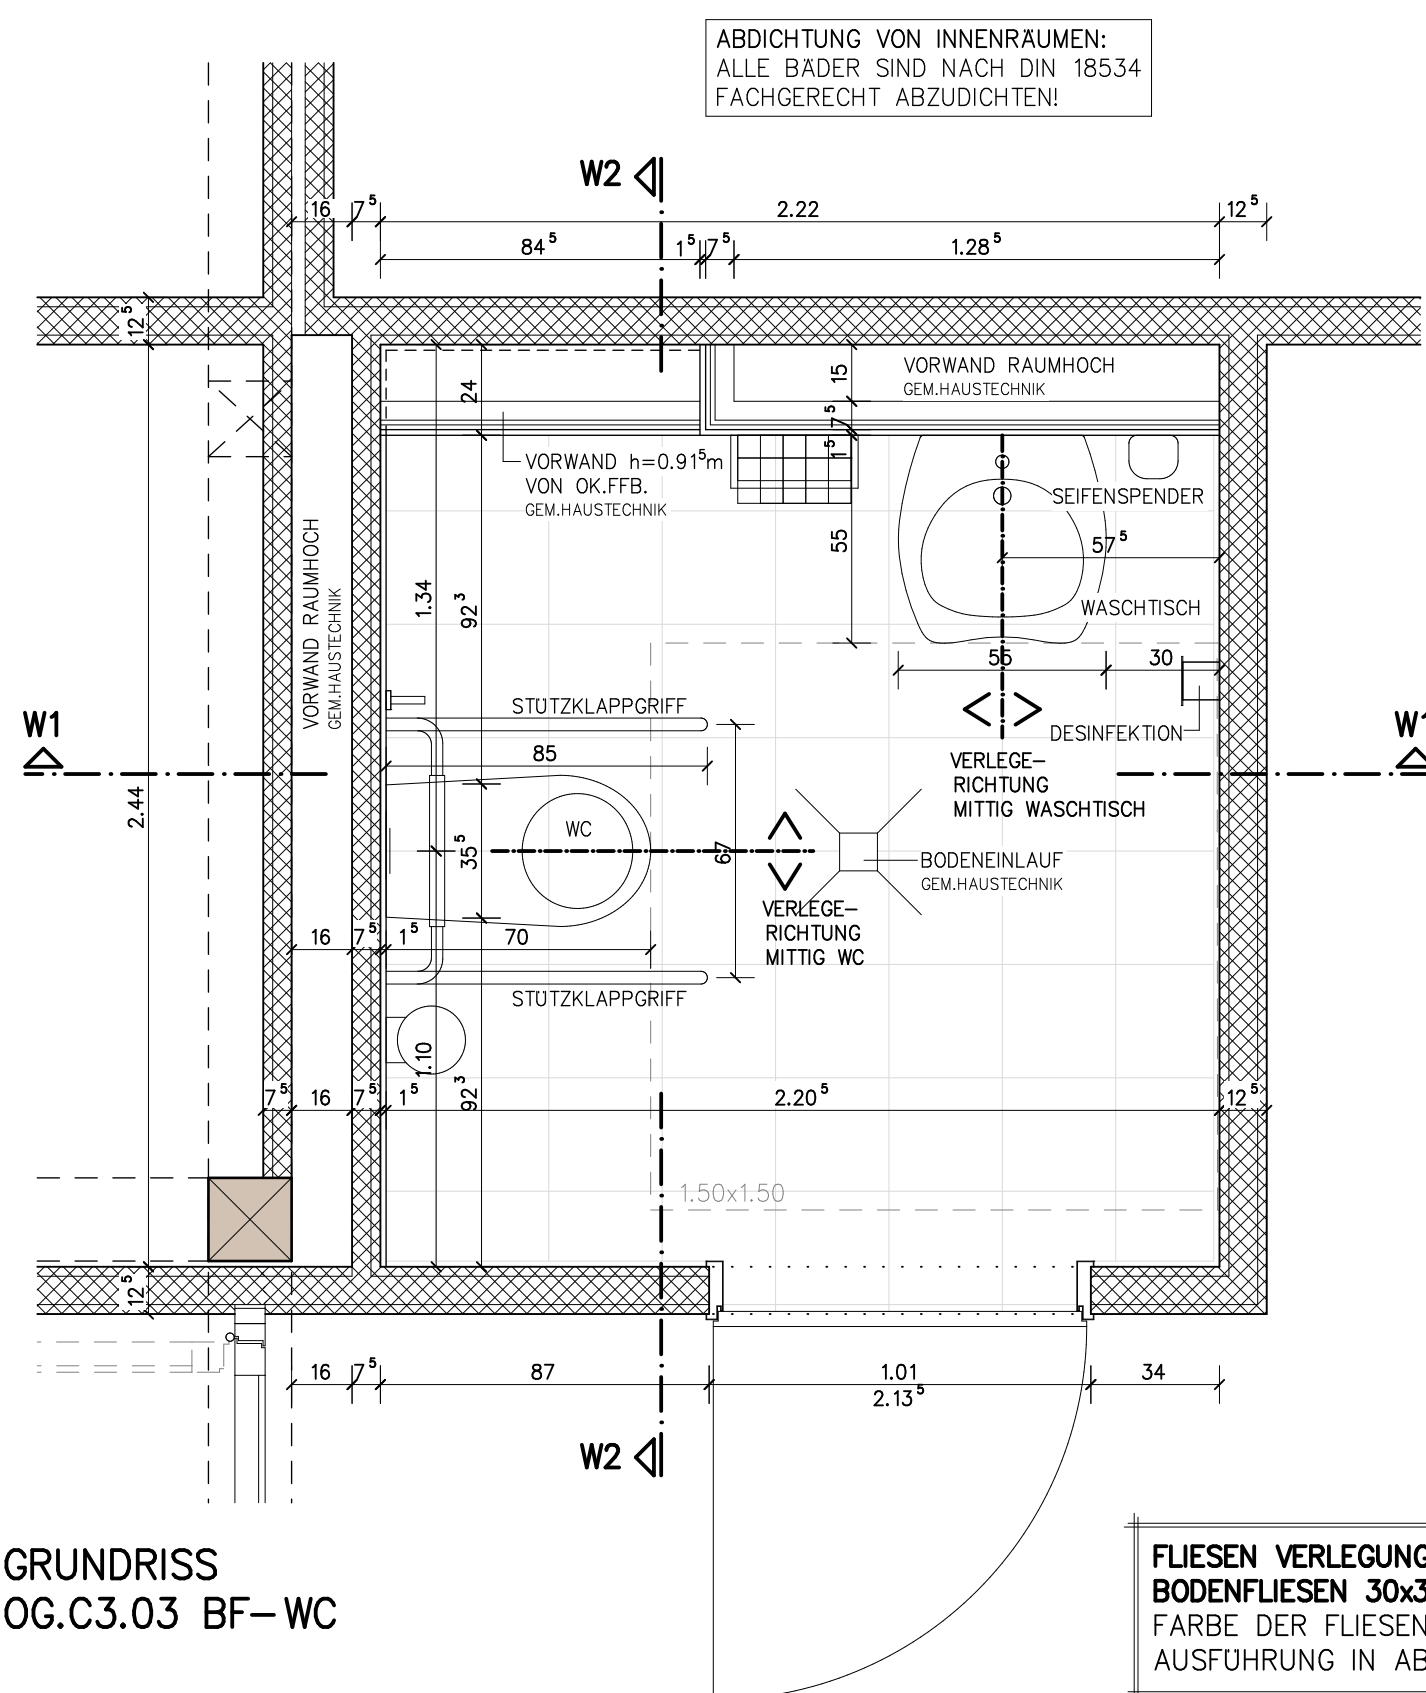 ABDICHTUNG VON INNENRÄUMEN:
ALLE BÄDER SIND NACH DIN 18534
FACHGERECHT ABZUDICHTEN!
W2
16 7⁵ 2.22 12⁵
84⁵ 1⁵ 7⁵ 1.28⁵
12⁵
24
15
VORWAND RAUMHOCH
GEM.HAUSTECHNIK
7⁵
1⁵
VORWAND h=0.91⁵m
VON OK.FFB.
GEM.HAUSTECHNIK
SEIFENSPENDER
55
57⁵
VORWAND RAUMHOCH
GEM.HAUSTECHNIK
1.34
92³
WASCHTISCH
55 30
STÜTZKLAPPGRIFF
DESINFEKTION
W1
W1
85
VERLEGE-
RICHTUNG
MITTIG WASCHTISCH
2.44
WC
35⁵
67
BODENEINLAUF
GEM.HAUSTECHNIK
VERLEGE-
RICHTUNG
MITTIG WC
16 7⁵ 1⁵ 70
STÜTZKLAPPGRIFF
1.10
92³
7⁵ 16 7⁵ 1⁵ 2.20⁵ 12⁵
1.50x1.50
12⁵
16 7⁵ 87 1.01 34
2.13⁵
W2
GRUNDRISS
OG.C3.03 BF-WC
FLIESEN VERLEGUNG
BODENFLIESEN 30x3
FARBE DER FLIESEN
AUSFÜHRUNG IN AB